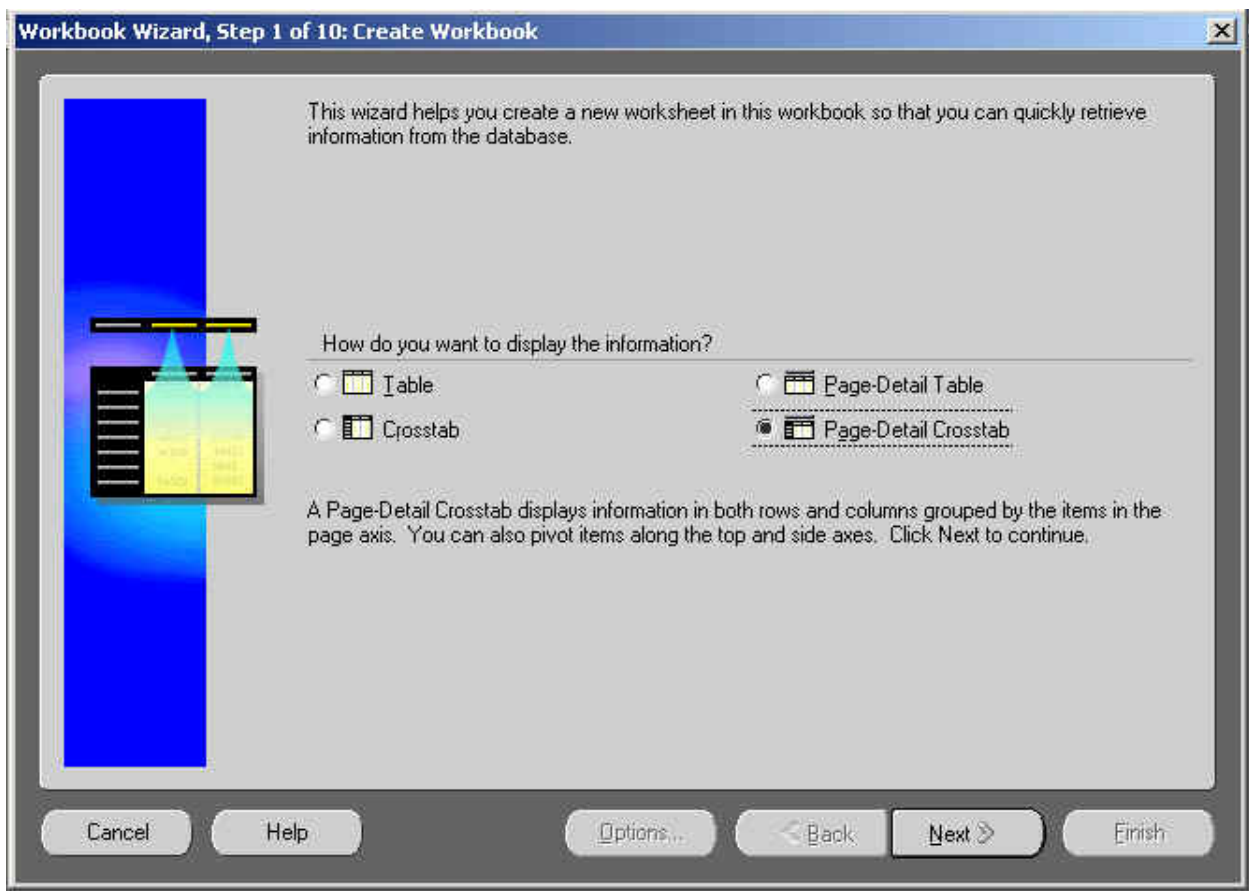 Workbook Wizard, Step 1 of 10: Create Workbook
This wizard helps you create a new worksheet in this workbook so that you can quickly retrieve
information from the database.
How do you want to display the information?
Table
Page-Detail Table
Crosstab
Page-Detail Crosstab
A Page-Detail Crosstab displays information in both rows and columns grouped by the items in the
page axis. You can also pivot items along the top and side axes. Click Next to continue.
Cancel
Help
Options...
< Back
Next >>
Finish